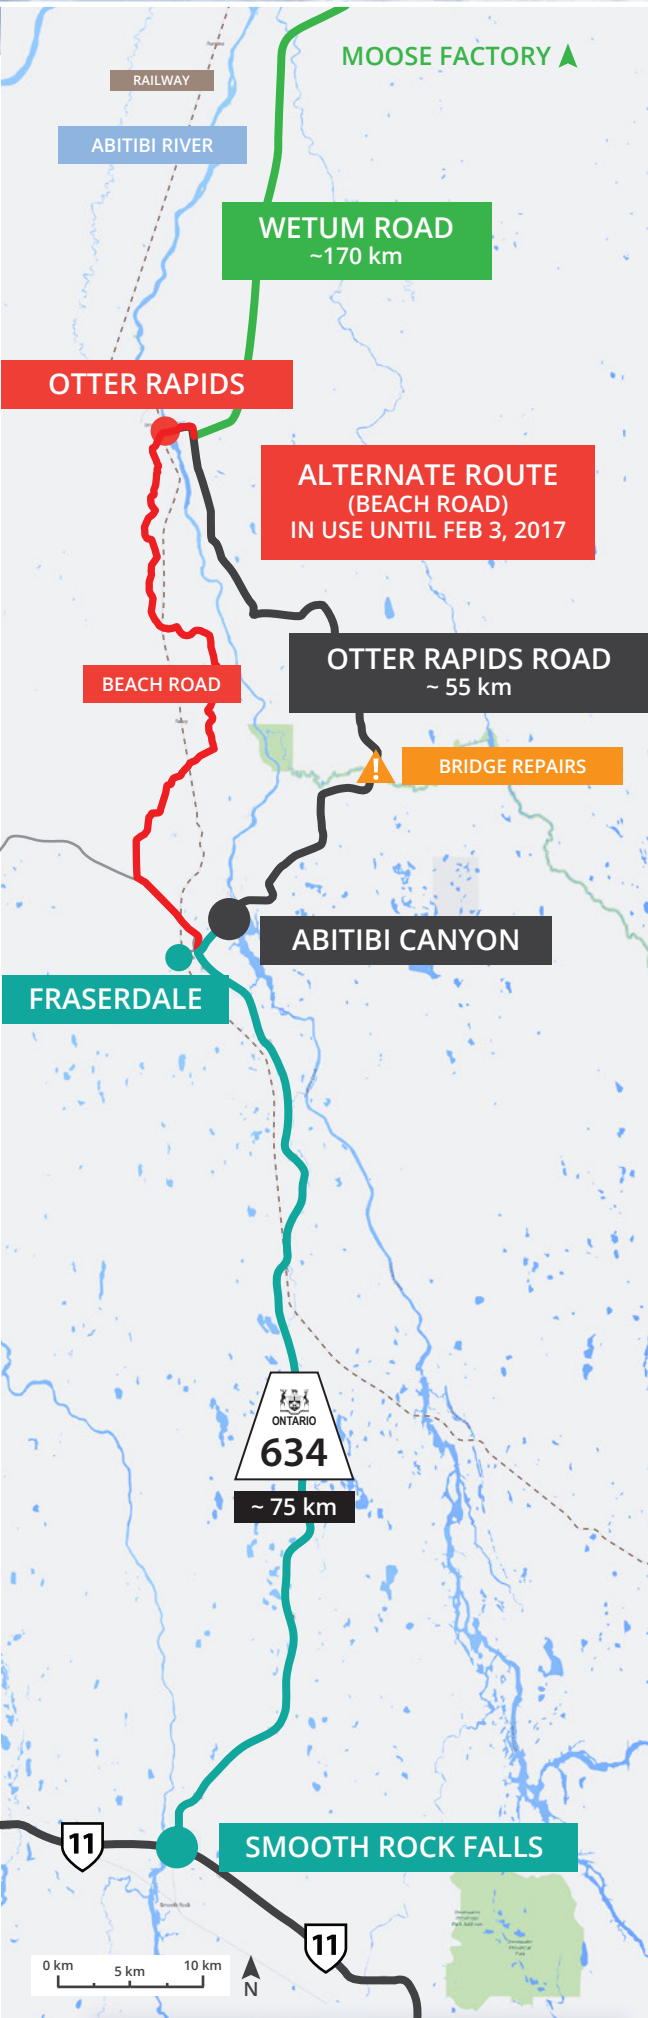 MOOSE FACTORY
RAILWAY
ABITIBI RIVER
WETUM ROAD
~170 km
OTTER RAPIDS
ALTERNATE ROUTE
(BEACH ROAD)
IN USE UNTIL FEB 3, 2017
OTTER RAPIDS ROAD
~ 55 km
BEACH ROAD
BRIDGE REPAIRS
ABITIBI CANYON
FRASERDALE
ONTARIO
634
~ 75 km
11
SMOOTH ROCK FALLS
Smooth Rock
11
0 km
5 km
10 km
N